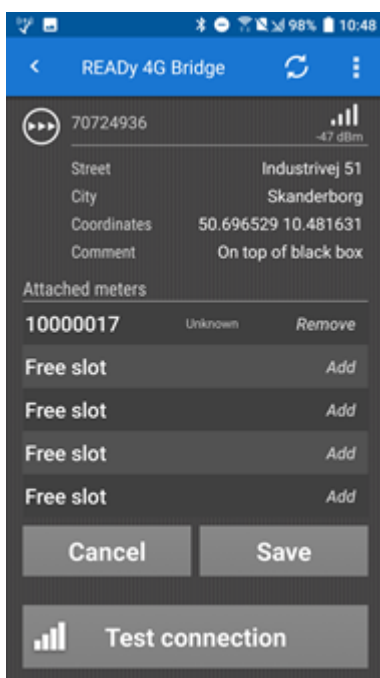 98% 10:48
READy 4G Bridge
70724936
-47 dBm
Street Industrivej 51
City Skanderborg
Coordinates 50.696529 10.481631
Comment On top of black box
Attached meters
10000017 Unknown Remove
Free slot Add
Free slot Add
Free slot Add
Free slot Add
Cancel Save
Test connection